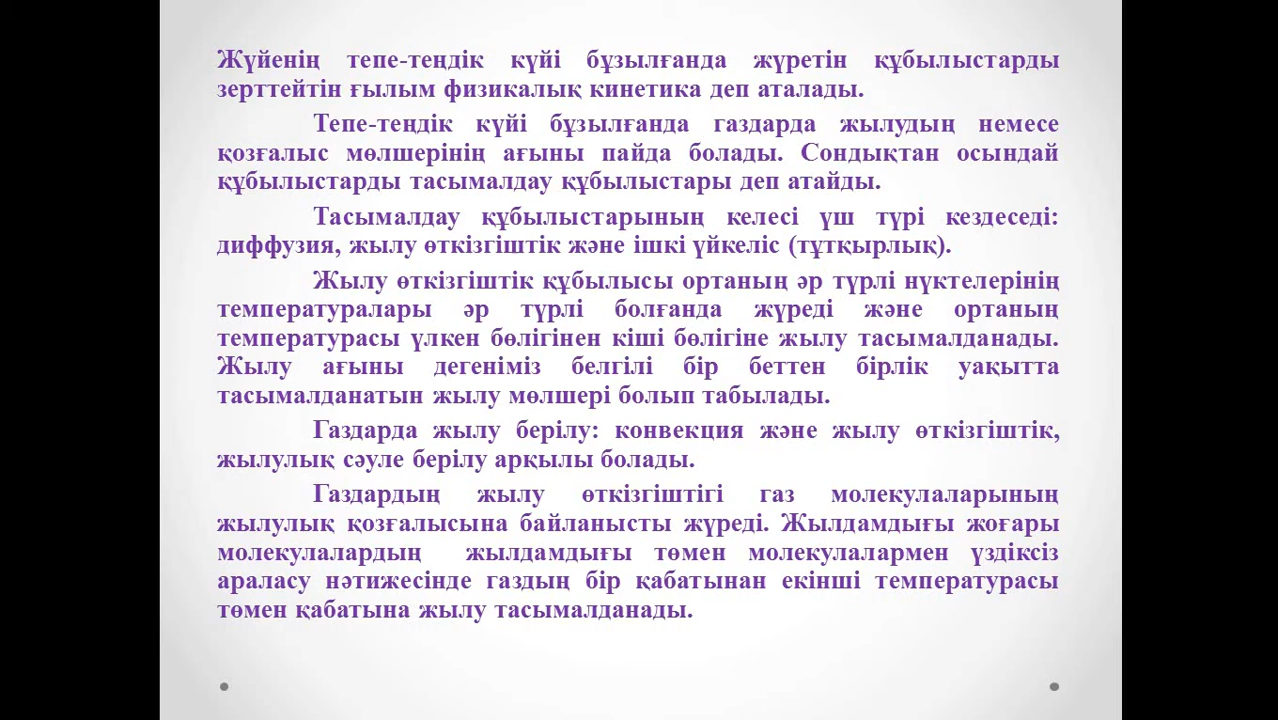 Жүйенің тепе-теңдік күйі бұзылғанда жүретін құбылыстарды
зерттейтін ғылым физикалық кинетика деп аталады.
Тепе-теңдік күйі бұзылғанда газдарда жылудың немесе
қозғалыс мөлшерінің ағыны пайда болады. Сондықтан осындай
құбылыстарды тасымалдау құбылыстары деп атайды.
Тасымалдау құбылыстарының келесі үш түрі кездеседі:
диффузия, жылу өткізгіштік және ішкі үйкеліс (тұтқырлық).
Жылу өткізгіштік құбылысы ортаның әр түрлі нүктелерінің
температуралары әр түрлі болғанда жүреді және ортаның
температурасы үлкен бөлігінен кіші бөлігіне жылу тасымалданады.
Жылу ағыны дегеніміз белгілі бір беттен бірлік уақытта
тасымалданатын жылу мөлшері болып табылады.
Газдарда жылу берілу: конвекция және жылу өткізгіштік,
жылулық сәуле берілу арқылы болады.
Газдардың жылу өткізгіштігі газ молекулаларының
жылулық қозғалысына байланысты жүреді. Жылдамдығы жоғары
молекулалардың жылдамдығы төмен молекулалармен үздіксіз
араласу нәтижесінде газдың бір қабатынан екінші температурасы
төмен қабатына жылу тасымалданады.